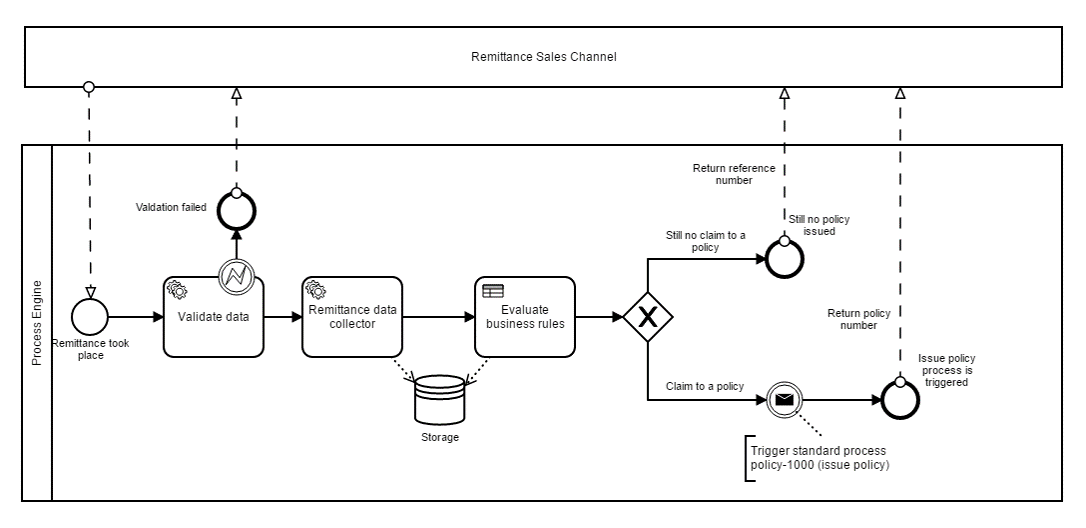 Remittance Sales Channel
Process Engine
Remittance took
place
Valdation failed
Validate data
Remittance data
collector
Storage
Evaluate
business rules
Still no claim to a
policy
Return reference
number
Still no policy
issued
Claim to a policy
Trigger standard process
policy-1000 (issue policy)
Return policy
number
Issue policy
process is
triggered